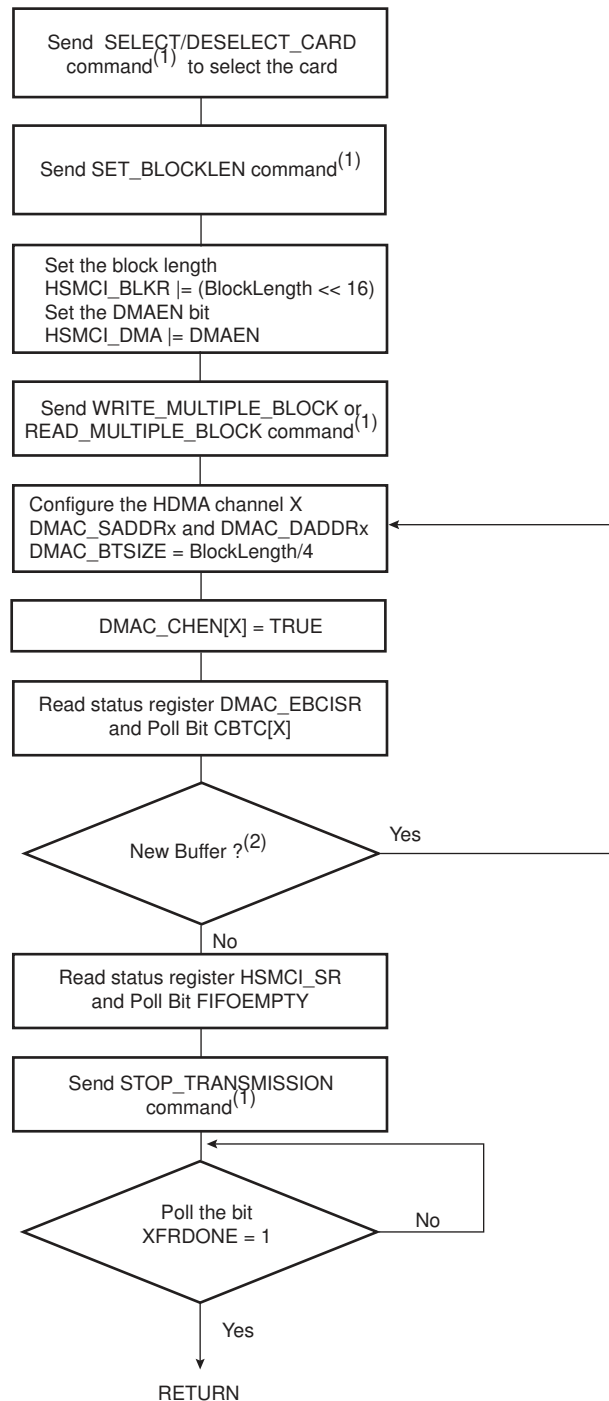 Send SELECT/DESELECT_CARD
command(1) to select the card
Send SET_BLOCKLEN command(1)
Set the block length
HSMCI_BLKR |= (BlockLength << 16)
Set the DMAEN bit
HSMCI_DMA |= DMAEN
Send WRITE_MULTIPLE_BLOCK or
READ_MULTIPLE_BLOCK command(1)
Configure the HDMA channel X
DMAC_SADDRx and DMAC_DADDRx
DMAC_BTSIZE = BlockLength/4
DMAC_CHEN[X] = TRUE
Read status register DMAC_EBCISR
and Poll Bit CBTC[X]
New Buffer ?(2)
Yes
No
Read status register HSMCI_SR
and Poll Bit FIFOEMPTY
Send STOP_TRANSMISSION
command(1)
Poll the bit
XFRDONE = 1
No
Yes
RETURN